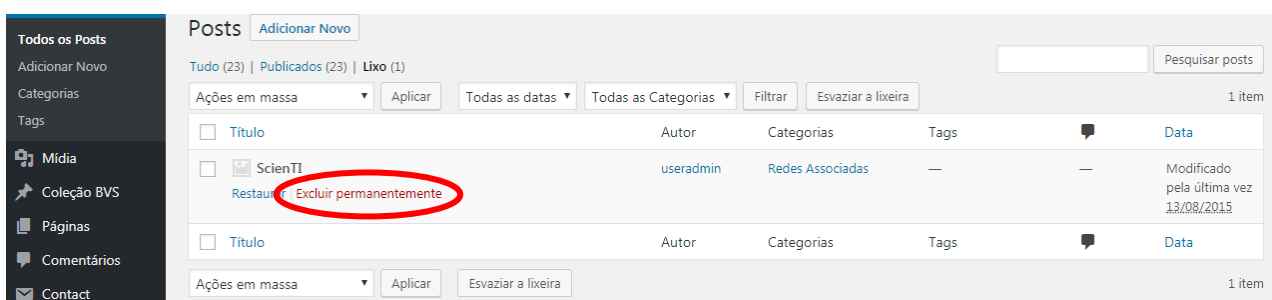 Todos os Posts
Adicionar Novo
Categorias
Tags
Mídia
Coleção BVS
Páginas
Comentários
Contact
Posts Adicionar Novo
Tudo (23) | Publicados (23) | Lixo (1)
Pesquisar posts
Ações em massa Aplicar Todas as datas Todas as Categorias Filtrar Esvaziar a lixeira 1 item
Título Autor Categorias Tags Data
ScienTI useradmin Redes Associadas — — Modificado
pela última vez
13/08/2015
Restaurar | Excluir permanentemente
Título Autor Categorias Tags Data
Ações em massa Aplicar Esvaziar a lixeira 1 item